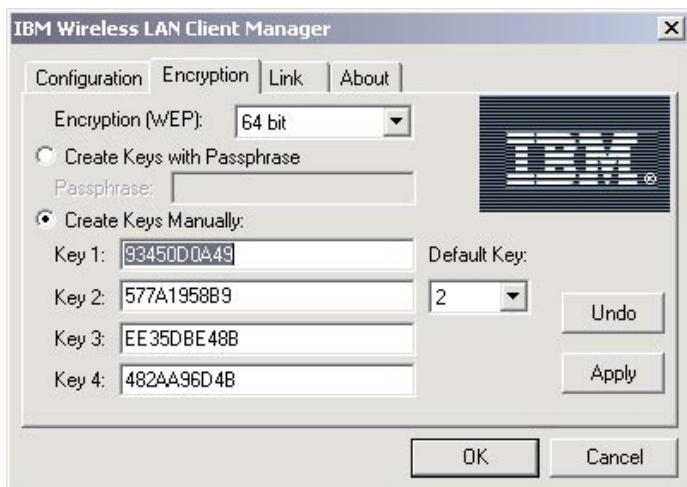 IBM Wireless LAN Client Manager
Configuration Encryption Link About
Encryption (WEP): 64 bit
IBM®
Create Keys with Passphrase
Passphrase:
Create Keys Manually:
Key 1: 93450D0A49
Default Key:
Key 2: 577A1958B9
2
Undo
Key 3: EE35DBE48B
Key 4: 482AA96D4B
Apply
OK Cancel